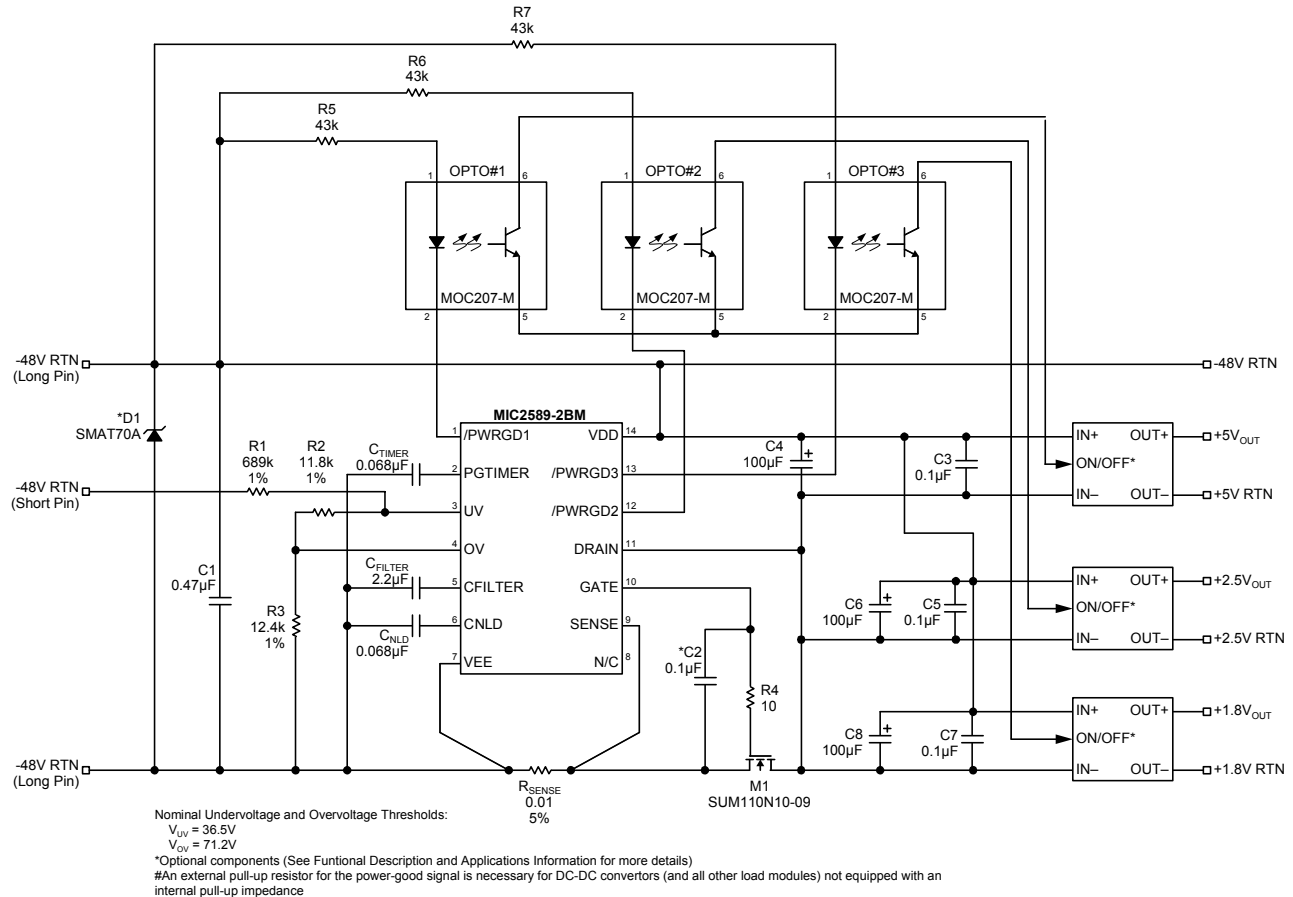 R7
43k
R6
43k
R5
43k
OPTO#1
OPTO#2
OPTO#3
1
6
1
6
1
6
MOC207-M
MOC207-M
MOC207-M
2
5
2
5
2
5
-48V RTN
(Long Pin)
-48V RTN
*D1
SMAT70A
MIC2589-2BM
1
/PWRGD1
VDD
14
2
PGTIMER
/PWRGD3
13
3
UV
/PWRGD2
12
4
OV
DRAIN
11
5
CFILTER
GATE
10
6
CNLD
SENSE
9
7
VEE
N/C
8
R1
689k
1%
R2
11.8k
1%
CTIMER
0.068µF
-48V RTN
(Short Pin)
C1
0.47µF
R3
12.4k
1%
CFILTER
2.2µF
CNLD
0.068µF
C4
100µF
+
C3
0.1µF
IN+
OUT+
ON/OFF*
IN–
OUT–
+5VOUT
+5V RTN
C6
100µF
+
C5
0.1µF
IN+
OUT+
ON/OFF*
IN–
OUT–
+2.5VOUT
+2.5V RTN
*C2
0.1µF
R4
10
C8
100µF
+
C7
0.1µF
IN+
OUT+
ON/OFF*
IN–
OUT–
+1.8VOUT
+1.8V RTN
-48V RTN
(Long Pin)
RSENSE
0.01
5%
M1
SUM110N10-09
Nominal Undervoltage and Overvoltage Thresholds:
VUV = 36.5V
VOV = 71.2V
*Optional components (See Funtional Description and Applications Information for more details)
#An external pull-up resistor for the power-good signal is necessary for DC-DC convertors (and all other load modules) not equipped with an
internal pull-up impedance